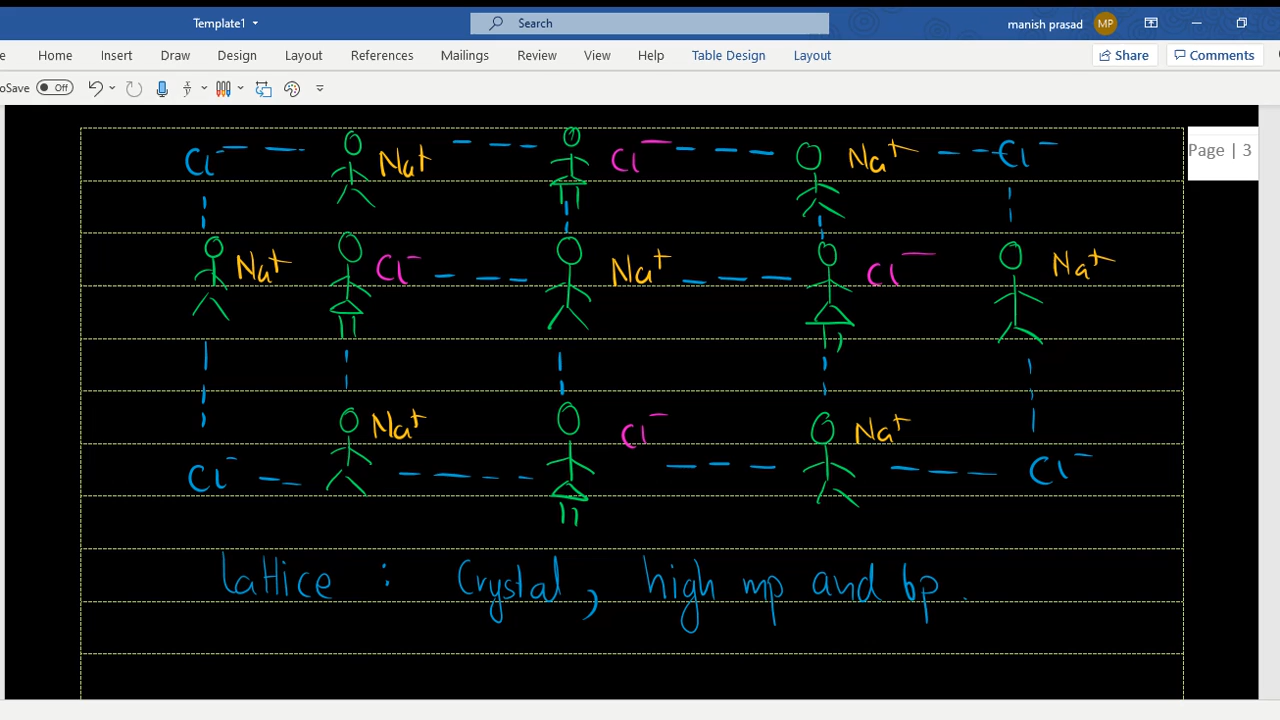 Template1 Search manish prasad MP
Home Insert Draw Design Layout References Mailings Review View Help Table Design Layout Share Comments
Off
Page | 3
Cl⁻ Na⁺ Cl⁻ Na⁺ Cl⁻
Na⁺ Cl⁻ Na⁺ Cl⁻ Na⁺
Cl⁻ Na⁺ Cl⁻ Na⁺ Cl⁻
Lattice : Crystal, high mp and bp.